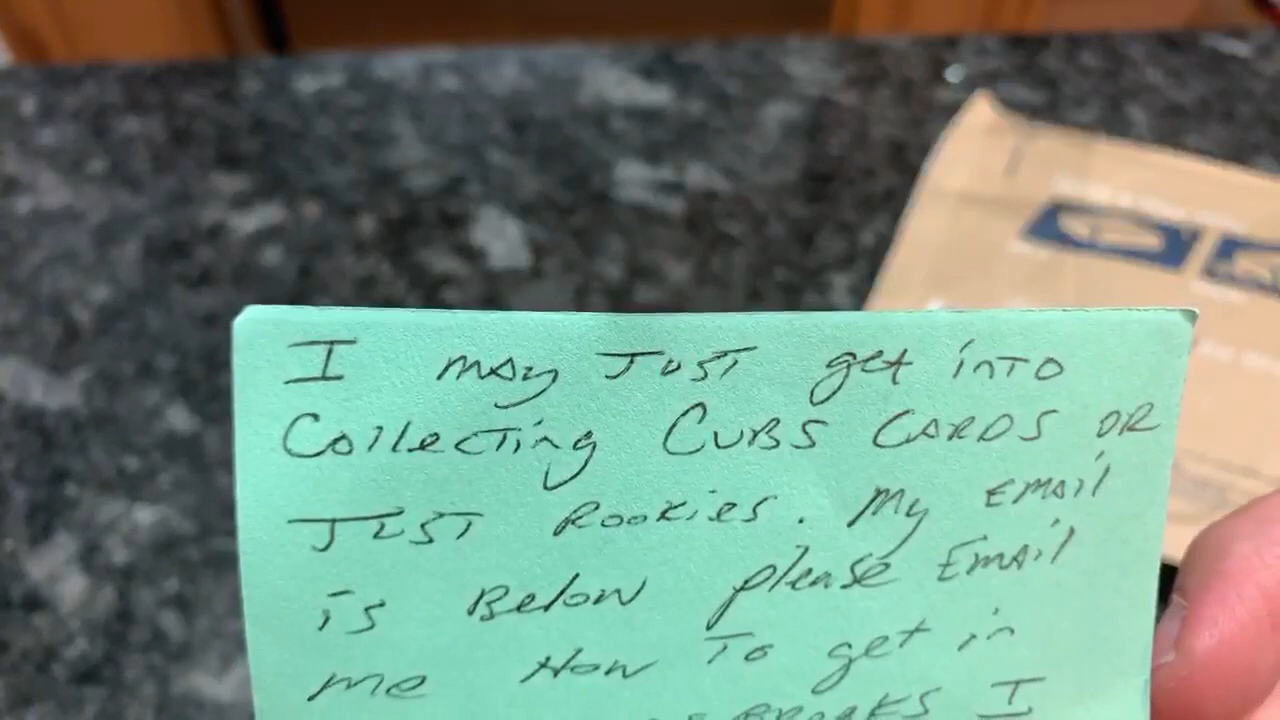 I may JUST get into
Collecting CUBS CARDS OR
JUST Rookies. My EMAil
is Below please EMAil
me How To get in
BREAKS I